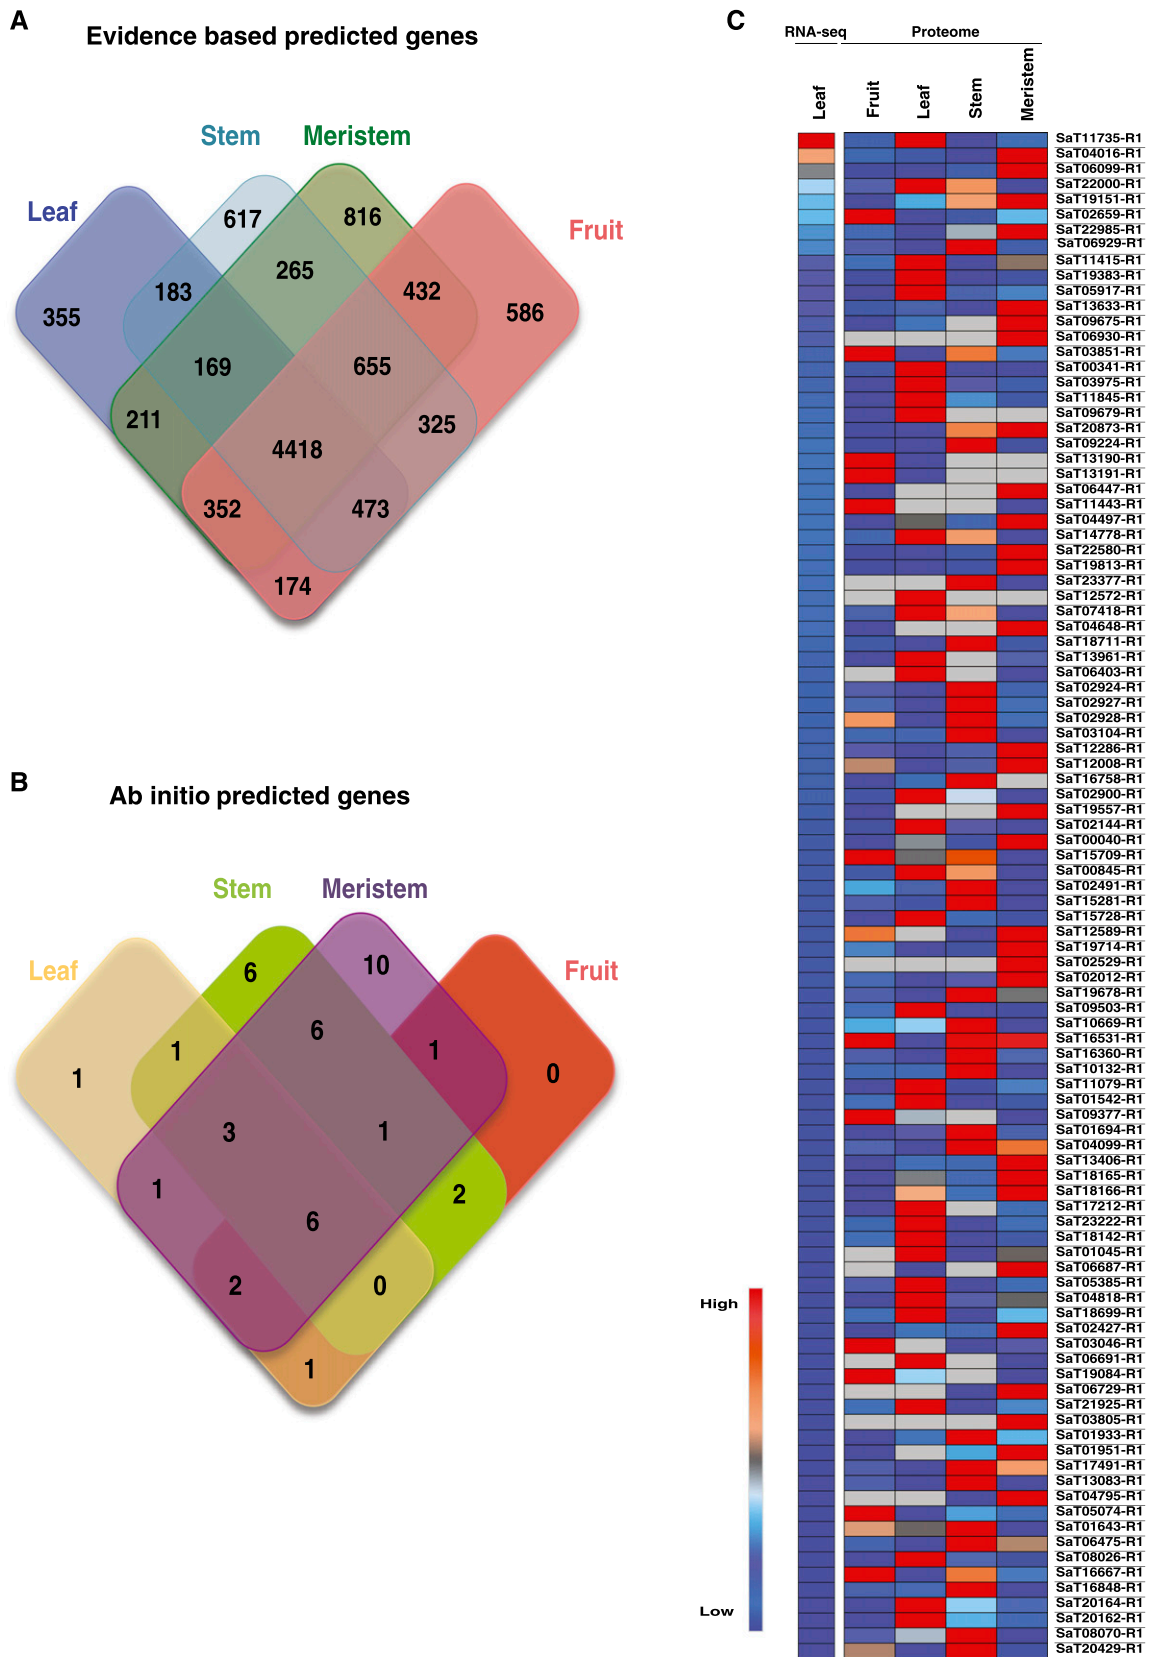 A
Evidence based predicted genes
Stem
Meristem
Leaf
Fruit
617
816
265
183
432
355
586
169
655
211
325
4418
352
473
174
B
Ab initio predicted genes
Stem
Meristem
Leaf
Fruit
6
10
6
1
1
1
0
3
1
1
2
6
2
0
1
C
RNA-seq
Proteome
Leaf
Fruit
Leaf
Stem
Meristem
SaT11735-R1
SaT04016-R1
SaT06099-R1
SaT22000-R1
SaT19151-R1
SaT02659-R1
SaT22985-R1
SaT06929-R1
SaT11415-R1
SaT19383-R1
SaT05917-R1
SaT13633-R1
SaT09675-R1
SaT06930-R1
SaT03851-R1
SaT00341-R1
SaT03975-R1
SaT11845-R1
SaT09679-R1
SaT20873-R1
SaT09224-R1
SaT13190-R1
SaT13191-R1
SaT06447-R1
SaT11443-R1
SaT04497-R1
SaT14778-R1
SaT22580-R1
SaT19813-R1
SaT23377-R1
SaT12572-R1
SaT07418-R1
SaT04648-R1
SaT18711-R1
SaT13961-R1
SaT06403-R1
SaT02924-R1
SaT02927-R1
SaT02928-R1
SaT03104-R1
SaT12286-R1
SaT12008-R1
SaT16758-R1
SaT02900-R1
SaT19557-R1
SaT02144-R1
SaT00040-R1
SaT15709-R1
SaT00845-R1
SaT02491-R1
SaT15281-R1
SaT15728-R1
SaT12589-R1
SaT19714-R1
SaT02529-R1
SaT02012-R1
SaT19678-R1
SaT09503-R1
SaT10669-R1
SaT16531-R1
SaT16360-R1
SaT10132-R1
SaT11079-R1
SaT01542-R1
SaT09377-R1
SaT01694-R1
SaT04099-R1
SaT13406-R1
SaT18165-R1
SaT18166-R1
SaT17212-R1
SaT23222-R1
SaT18142-R1
SaT01045-R1
SaT06687-R1
SaT05385-R1
SaT04818-R1
SaT18699-R1
SaT02427-R1
SaT03046-R1
SaT06691-R1
SaT19084-R1
SaT06729-R1
SaT21925-R1
SaT03805-R1
SaT01933-R1
SaT01951-R1
SaT17491-R1
SaT13083-R1
SaT04795-R1
SaT05074-R1
SaT01643-R1
SaT06475-R1
SaT08026-R1
SaT16667-R1
SaT16848-R1
SaT20164-R1
SaT20162-R1
SaT08070-R1
SaT20429-R1
High
Low